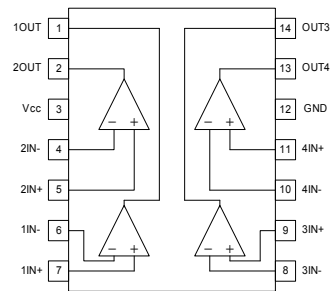 1OUT 1 14 OUT3
2OUT 2 13 OUT4
Vcc 3 12 GND
2IN- 4 11 4IN+
2IN+ 5 10 4IN-
1IN- 6 9 3IN+
1IN+ 7 8 3IN-
− + − +
− + − +